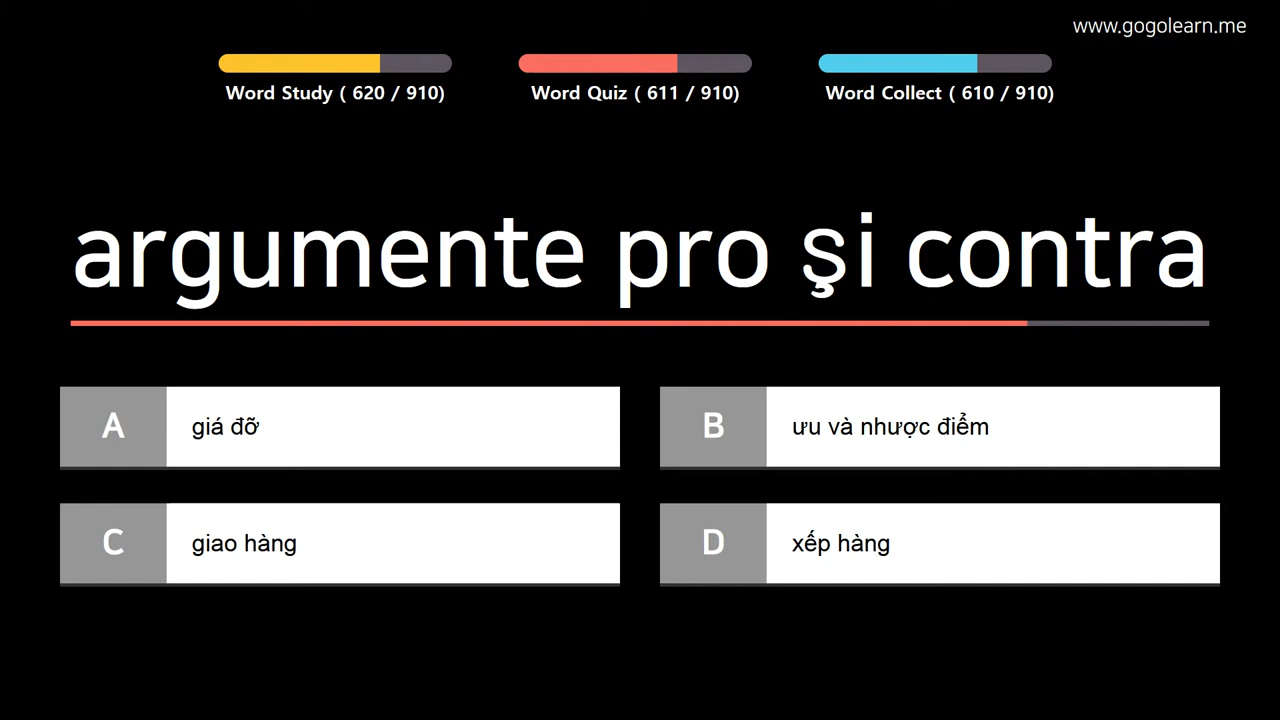 www.gogolearn.me
Word Study ( 620 / 910)
Word Quiz ( 611 / 910)
Word Collect ( 610 / 910)
argumente pro şi contra
A giá đỡ
B ưu và nhược điểm
C giao hàng
D xếp hàng